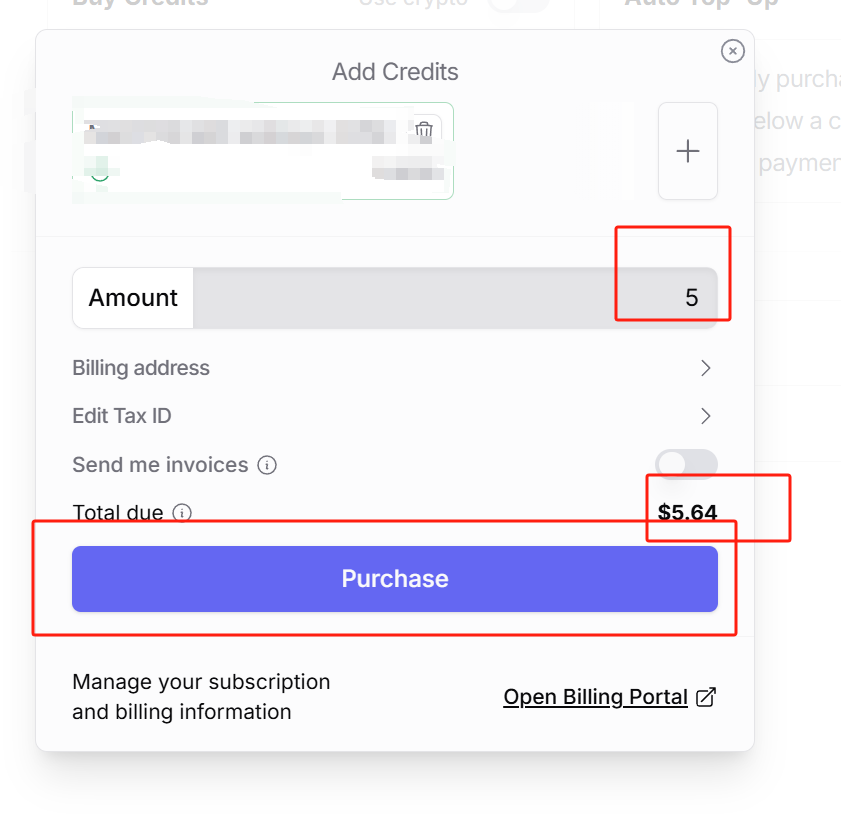 Buy Credits
Use crypto
Auto Top-Up
Add Credits
y purcha
elow a c
paymen
Amount
5
Billing address
Edit Tax ID
Send me invoices
Total due
$5.64
Purchase
Manage your subscription
and billing information
Open Billing Portal